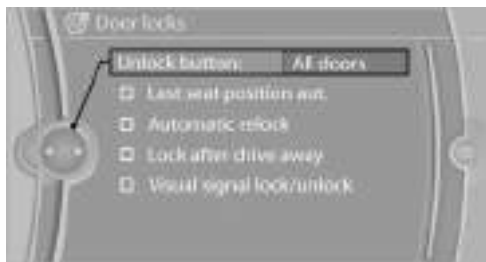 Door locks
Unlock button: All doors
Last seat position aut.
Automatic relock
Lock after drive away
Visual signal lock/unlock